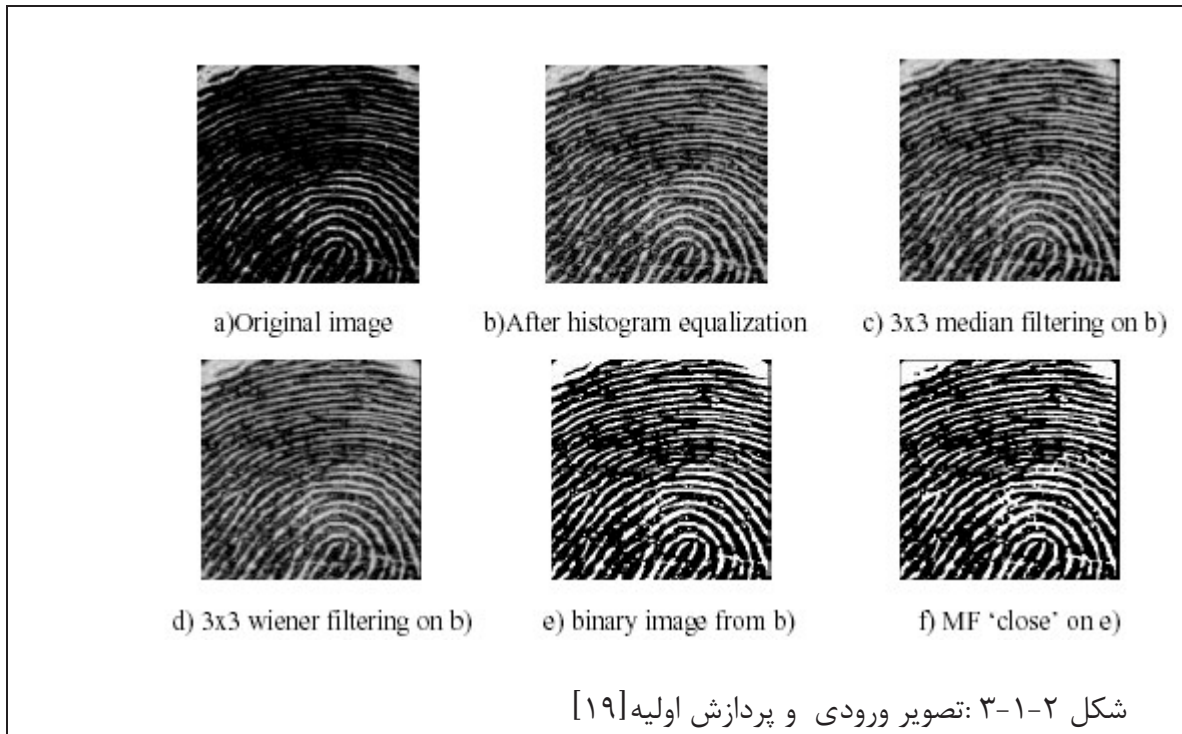 a)Original image
b)After histogram equalization
c) 3x3 median filtering on b)
d) 3x3 wiener filtering on b)
e) binary image from b)
f) MF ‘close’ on e)
شکل ۲-۱-۳ :تصویر ورودی و پردازش اولیه[۱۹]